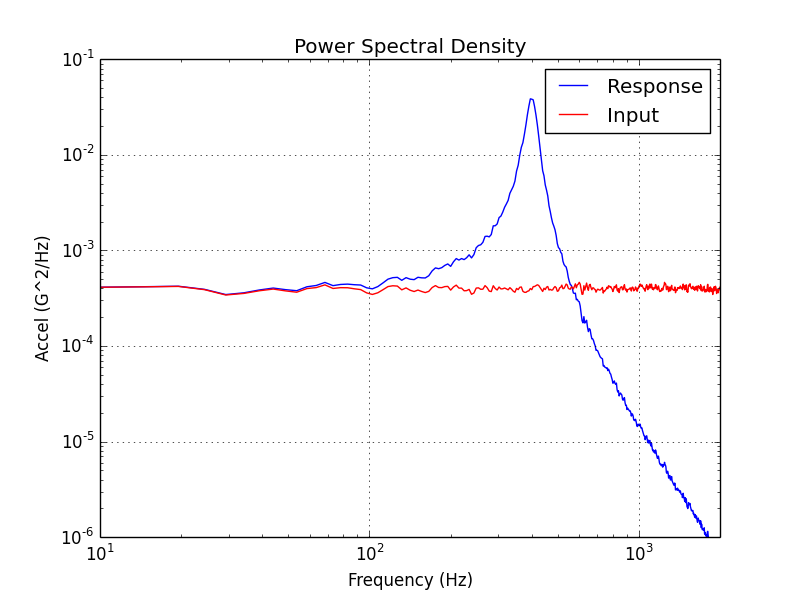 Power Spectral Density
Response
Input
10^-1
10^-2
10^-3
10^-4
10^-5
10^-6
Accel (G^2/Hz)
10^1
10^2
10^3
Frequency (Hz)